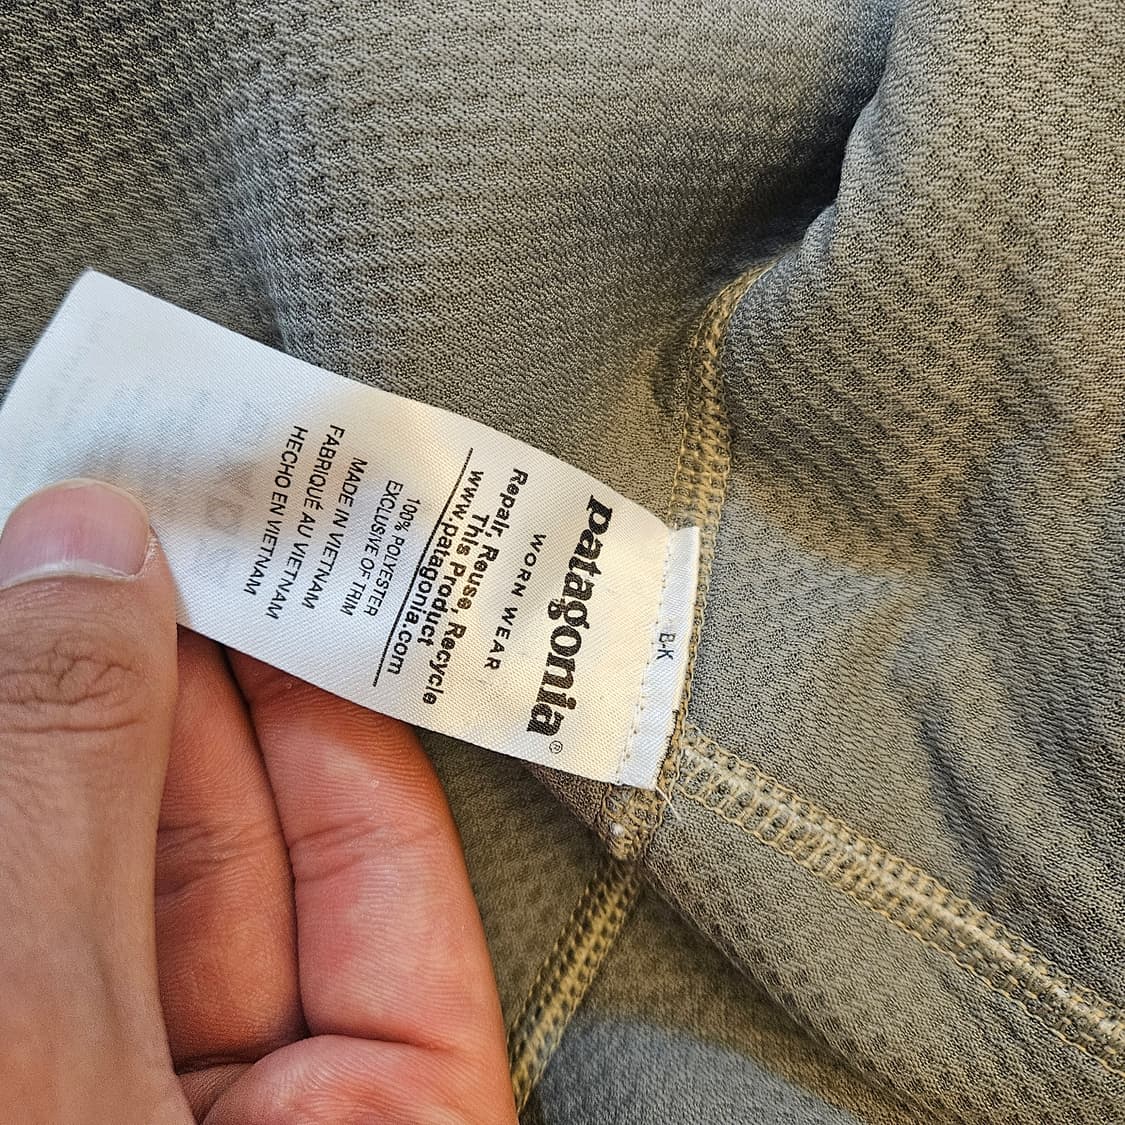 B-K
patagonia®
WORN WEAR
Repair, Reuse, Recycle
This Product
www.patagonia.com
100% POLYESTER
EXCLUSIVE OF TRIM
MADE IN VIETNAM
FABRIQUÉ AU VIETNAM
HECHO EN VIETNAM